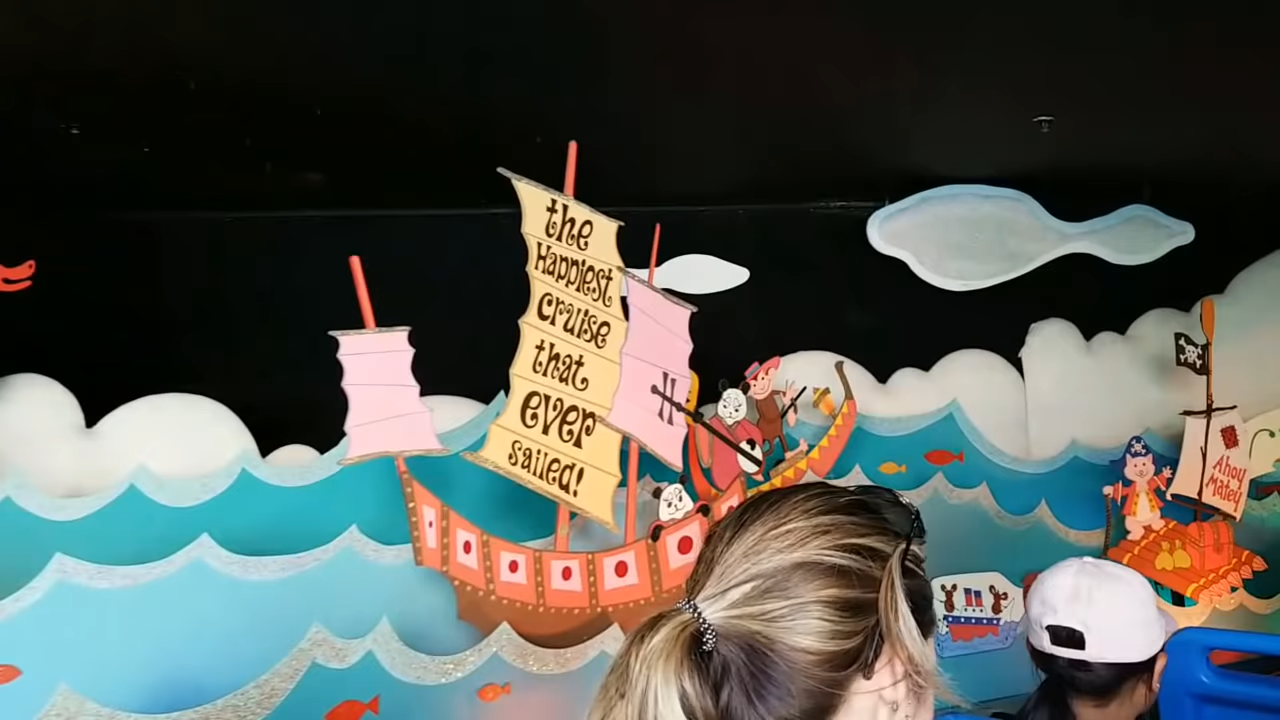 the
Happiest
cruise
that
ever
sailed!
Ahoy
Matey